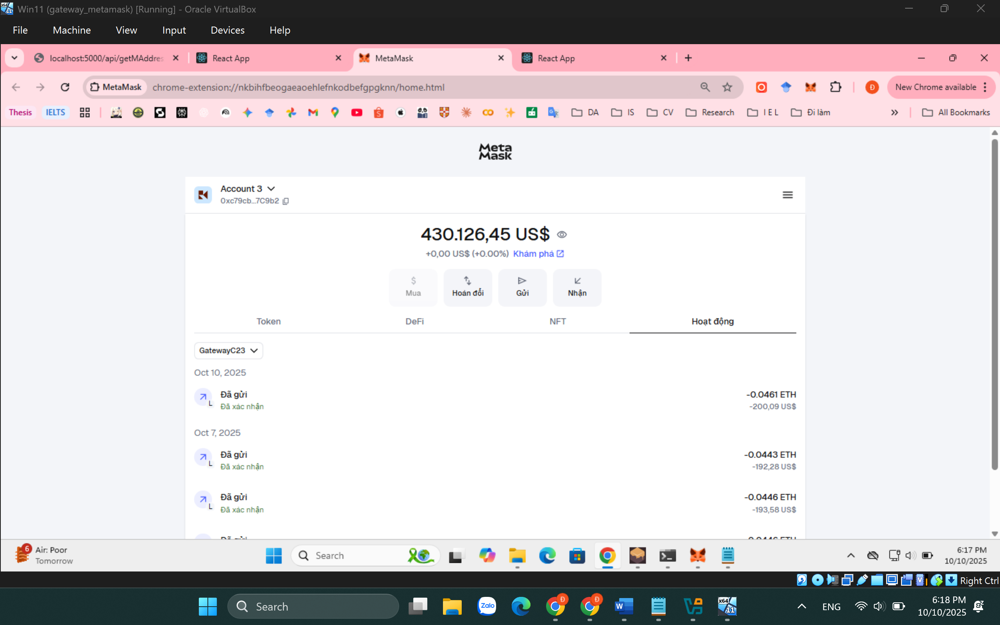 Win11 (gateway_metamask) [Running] - Oracle VirtualBox
File Machine View Input Devices Help
localhost:5000/api/getMAddres
React App
MetaMask
React App
MetaMask
chrome-extension://nkbihfbeogaeaoehlefnkodbefgpgknn/home.html
New Chrome available
Thesis IELTS DA IS CV Research I E L Đi làm All Bookmarks
Meta
Mask
Account 3
0xc79cb...7C9b2
430.126,45 US$
+0,00 US$ (+0.00%) Khám phá
Mua Hoán đổi Gửi Nhận
Token DeFi NFT Hoạt động
GatewayC23
Oct 10, 2025
Đã gửi -0.0461 ETH
Đã xác nhận -200,09 US$
Oct 7, 2025
Đã gửi -0.0443 ETH
Đã xác nhận -192,28 US$
Đã gửi -0.0446 ETH
Đã xác nhận -193,58 US$
6 Air: Poor
Tomorrow
Search
6:17 PM
10/10/2025
Right Ctrl
Search
Zalo
ENG
6:18 PM
10/10/2025